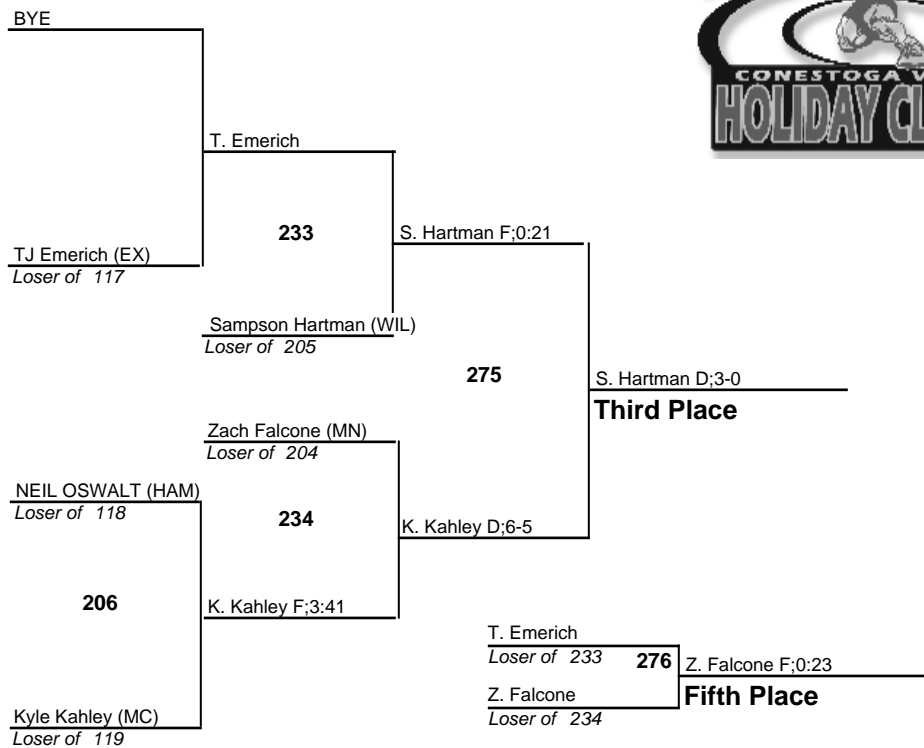 BYE
CONESTOGA V
HOLIDAY CL
T. Emerich
233
S. Hartman F;0:21
TJ Emerich (EX)
Loser of 117
Sampson Hartman (WIL)
Loser of 205
275
S. Hartman D;3-0
Third Place
Zach Falcone (MN)
Loser of 204
NEIL OSWALT (HAM)
Loser of 118
234
K. Kahley D;6-5
206
K. Kahley F;3:41
T. Emerich
Loser of 233
276
Z. Falcone F;0:23
Fifth Place
Z. Falcone
Loser of 234
Kyle Kahley (MC)
Loser of 119